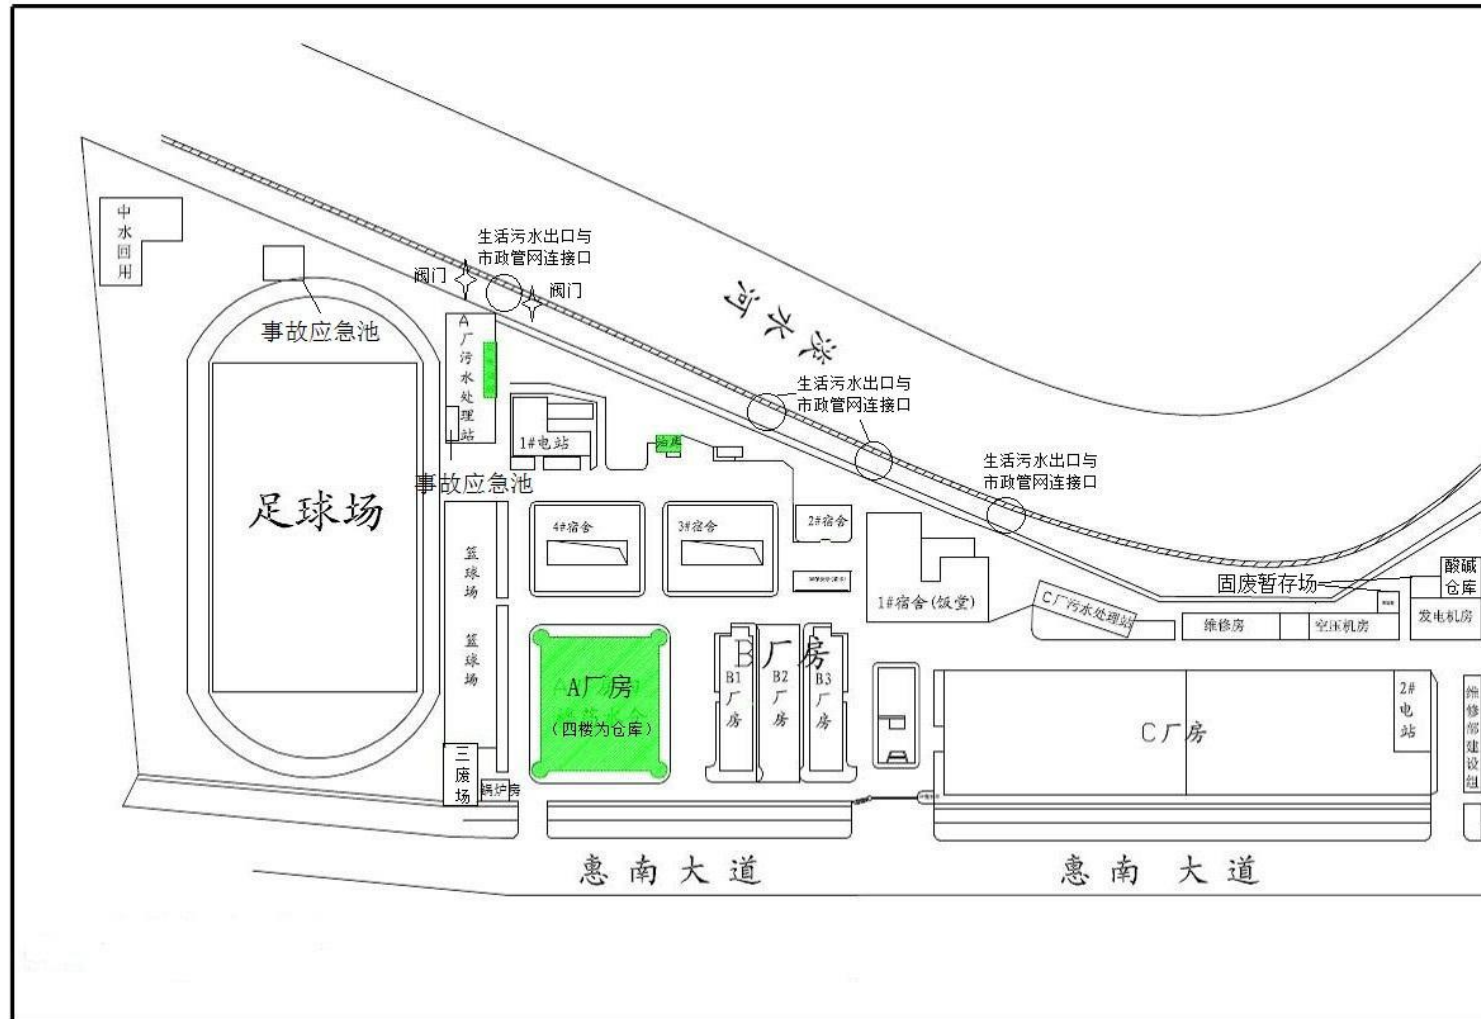 中水回用
生活污水出口与
市政管网连接口
阀门
阀门
事故应急池
A厂污水处理站
淡水河
生活污水出口与
市政管网连接口
1#电站
油库
事故应急池
足球场
生活污水出口与
市政管网连接口
4#宿舍
3#宿舍
2#宿舍
篮球场
1#宿舍(饭堂)
C厂污水处理站
固废暂存场
酸碱
仓库
维修房
空压机房
发电机房
篮球场
A厂房
(四楼为仓库)
B厂房
B1厂房
B2厂房
B3厂房
C厂房
2#电站
维修部建设组
三废场
锅炉房
惠南大道
惠南大道